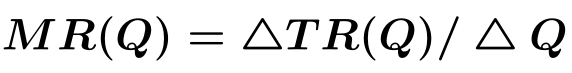 MR(Q) = △TR(Q)/ △ Q